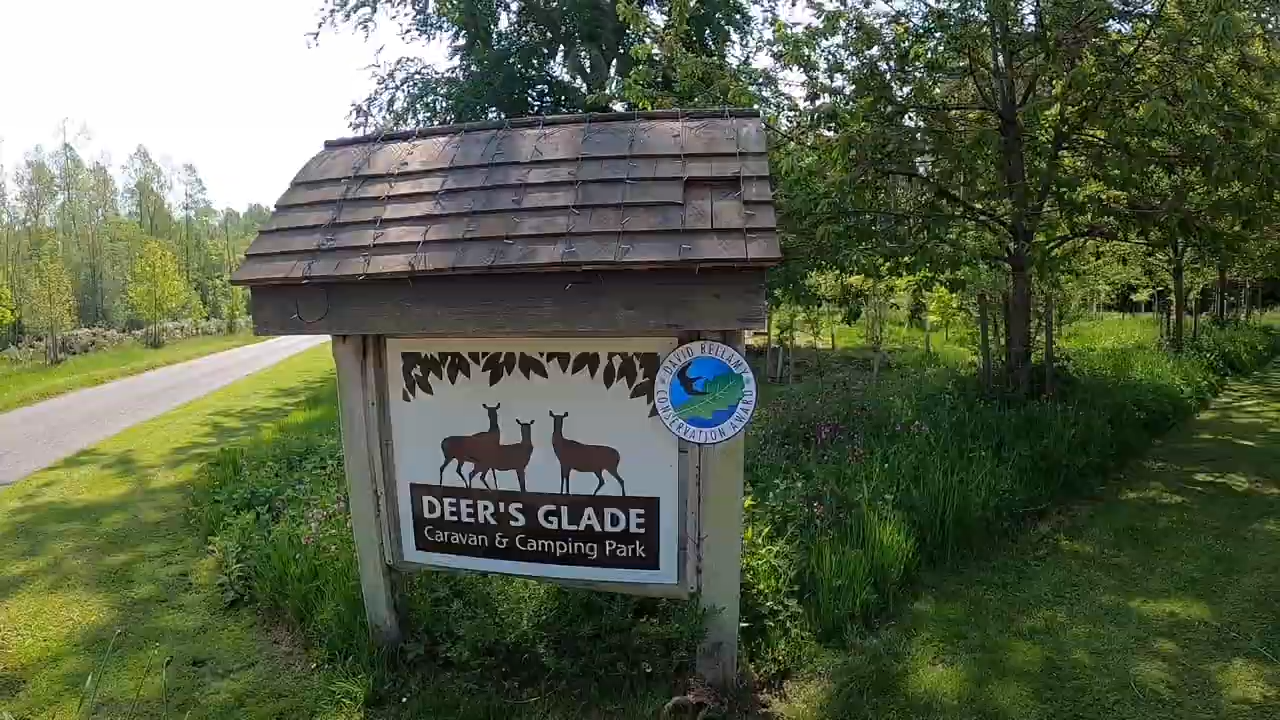 DEER'S GLADE
Caravan & Camping Park
DAVID BELLAMY
CONSERVATION AWARD